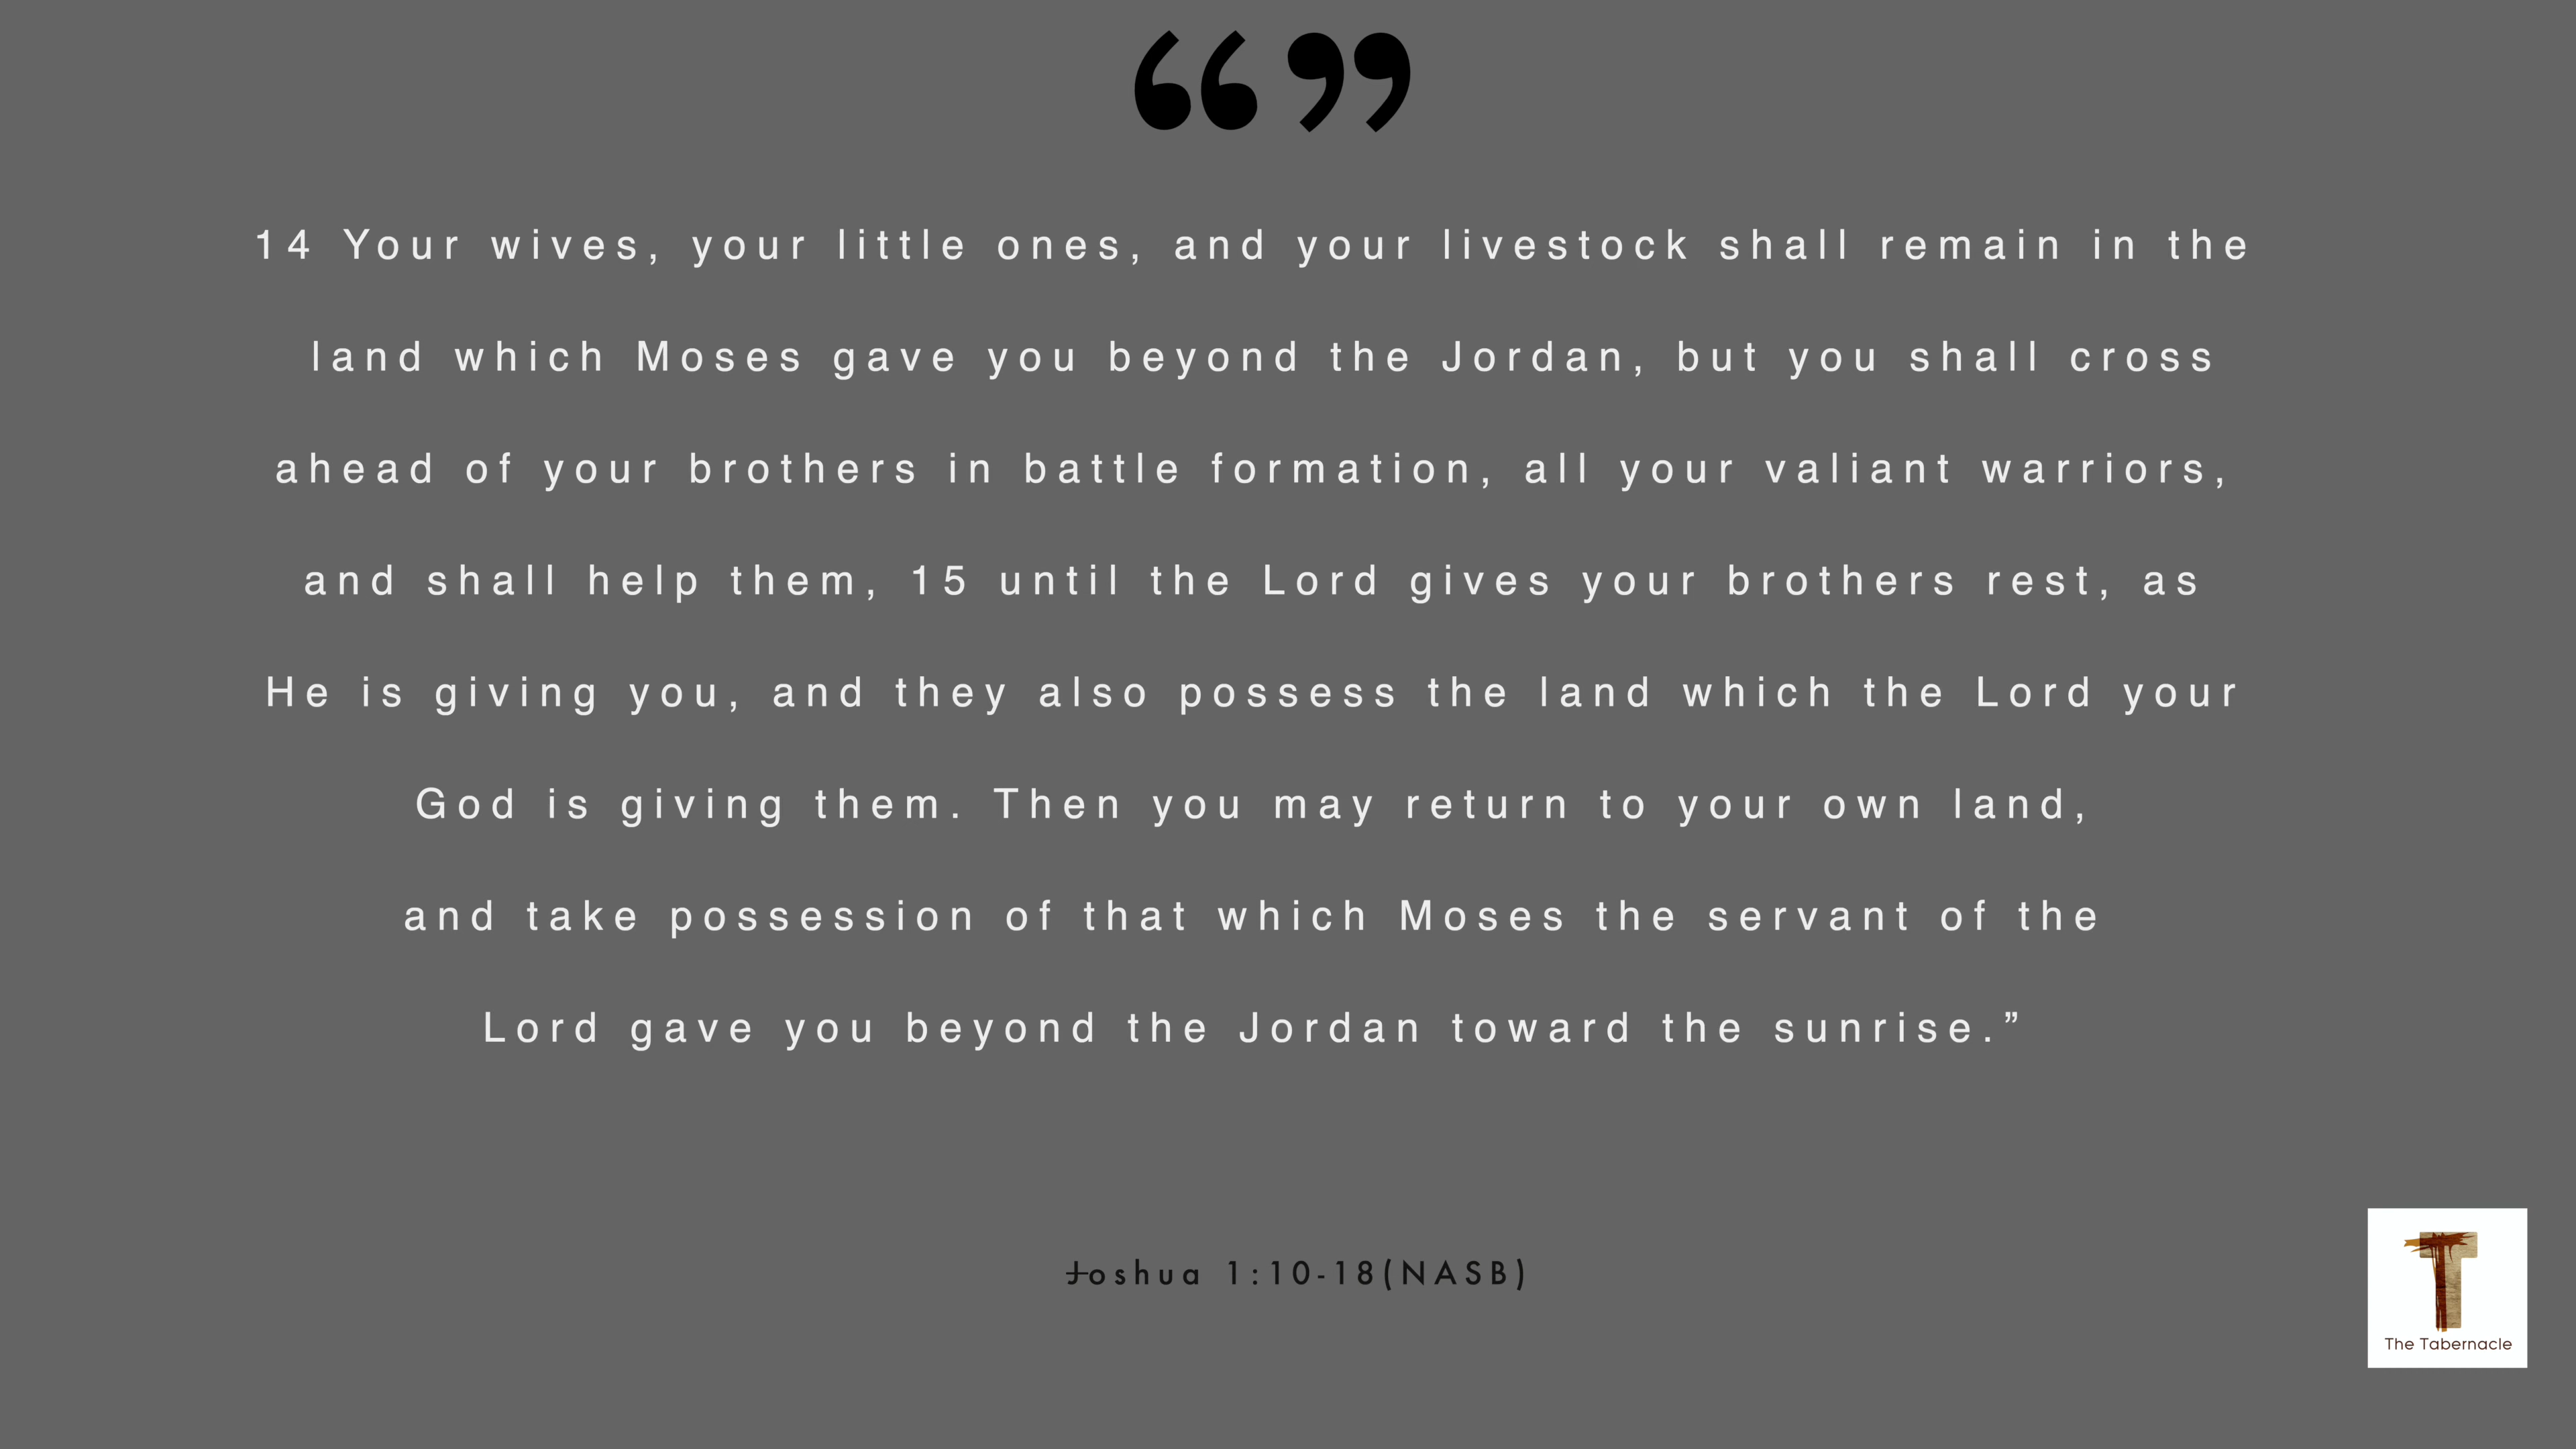 “ ”
14 Your wives, your little ones, and your livestock shall remain in the
land which Moses gave you beyond the Jordan, but you shall cross
ahead of your brothers in battle formation, all your valiant warriors,
and shall help them, 15 until the Lord gives your brothers rest, as
He is giving you, and they also possess the land which the Lord your
God is giving them. Then you may return to your own land,
and take possession of that which Moses the servant of the
Lord gave you beyond the Jordan toward the sunrise.”
Joshua 1:10-18(NASB)
T
The Tabernacle